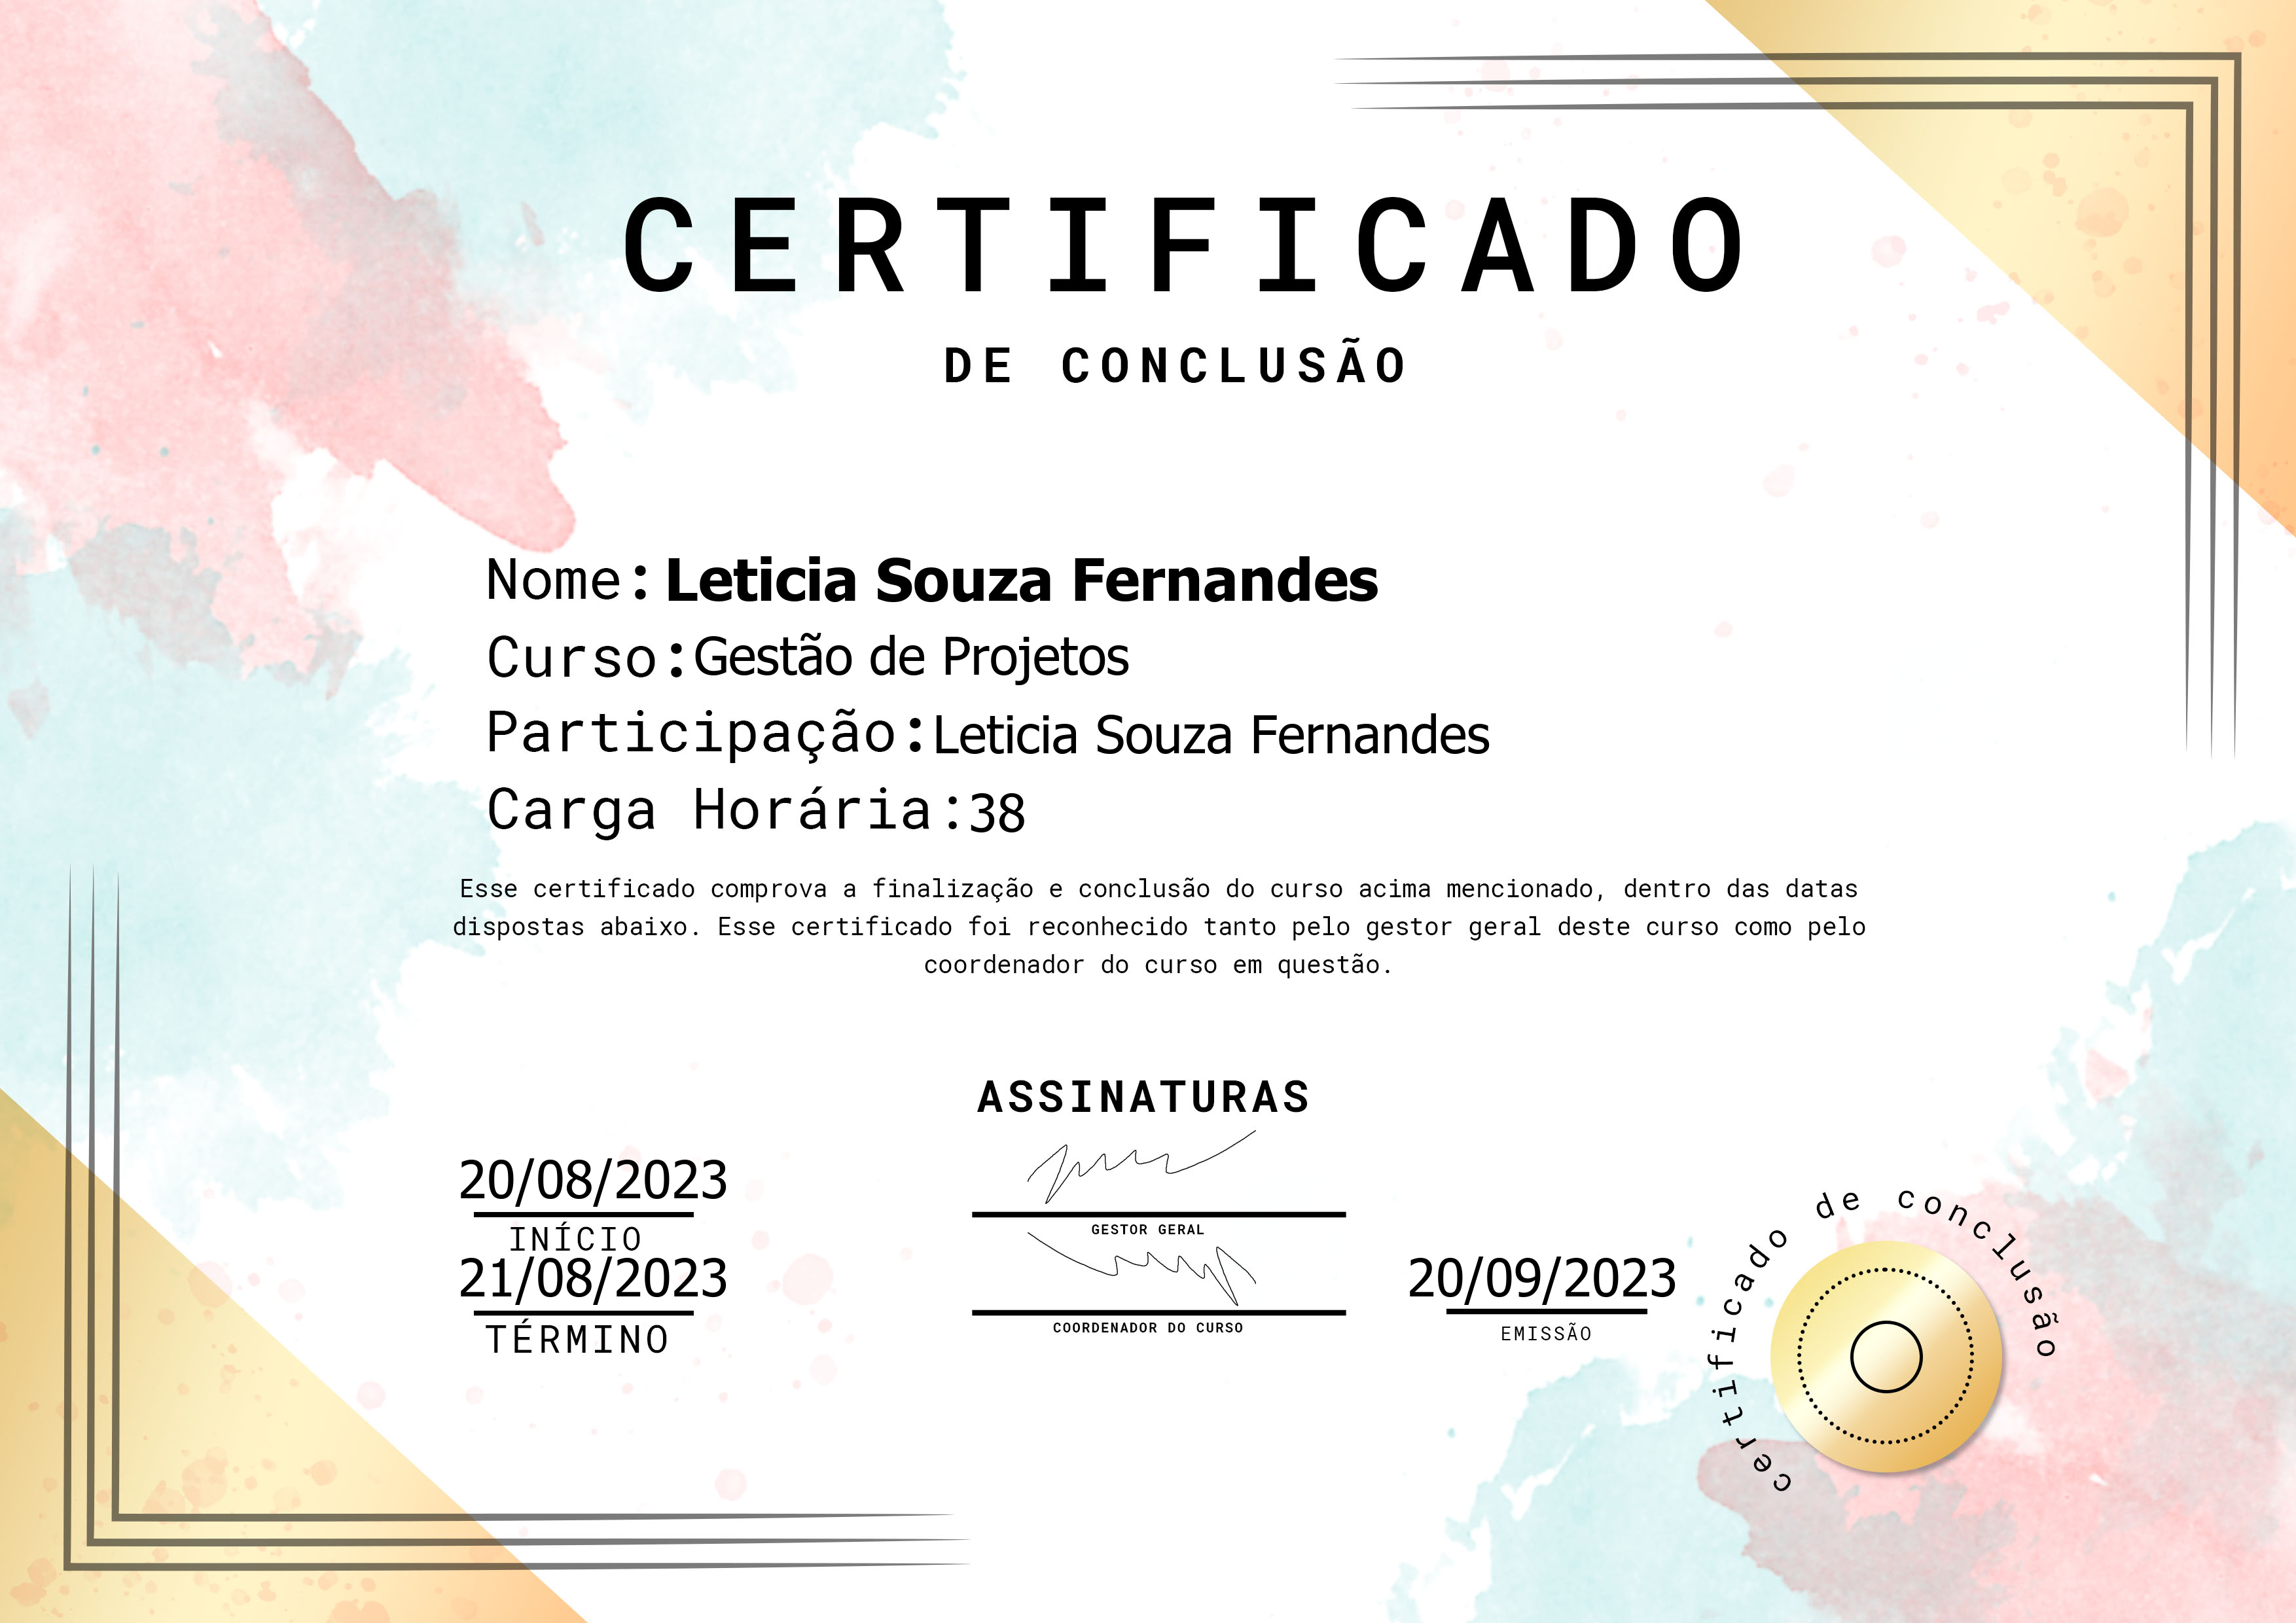 CERTIFICADO
DE CONCLUSÃO
Nome: Leticia Souza Fernandes
Curso:Gestão de Projetos
Participação:Leticia Souza Fernandes
Carga Horária:38
Esse certificado comprova a finalização e conclusão do curso acima mencionado, dentro das datas
dispostas abaixo. Esse certificado foi reconhecido tanto pelo gestor geral deste curso como pelo
coordenador do curso em questão.
ASSINATURAS
20/08/2023
INÍCIO
GESTOR GERAL
21/08/2023
TÉRMINO
COORDENADOR DO CURSO
20/09/2023
EMISSÃO
certificado de conclusão